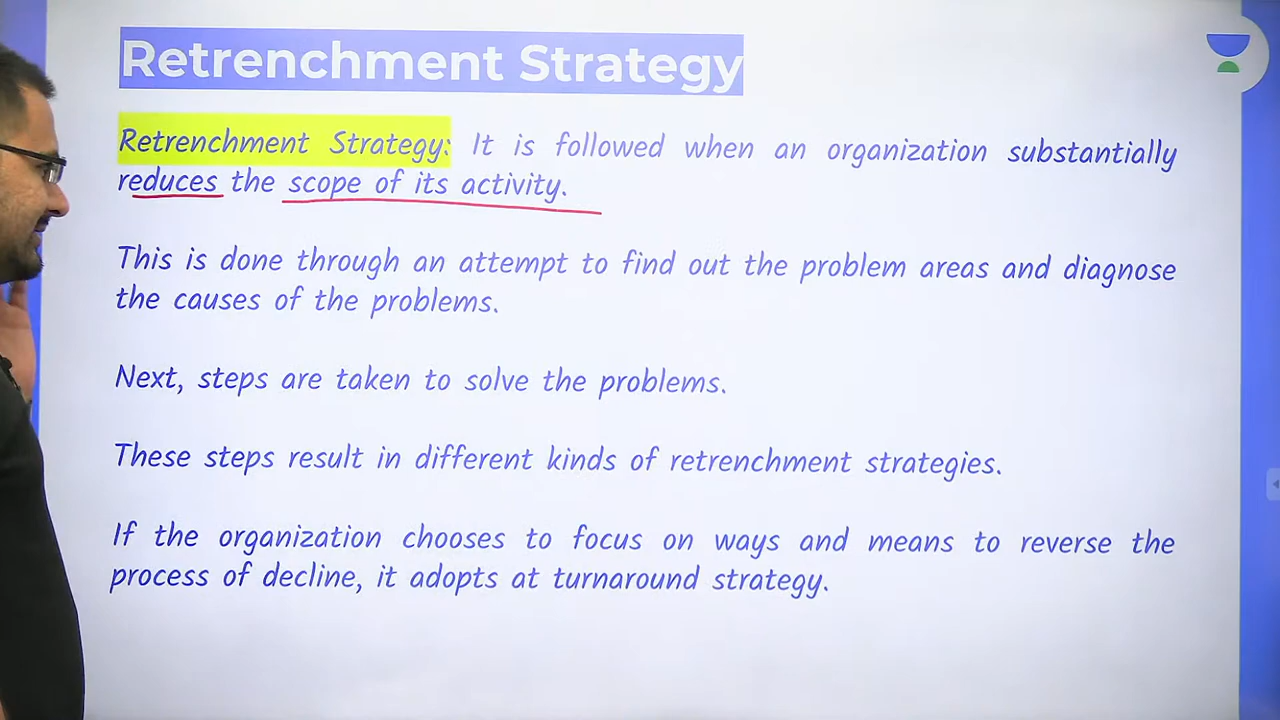 Retrenchment Strategy
Retrenchment Strategy: It is followed when an organization substantially
reduces the scope of its activity.
This is done through an attempt to find out the problem areas and diagnose
the causes of the problems.
Next, steps are taken to solve the problems.
These steps result in different kinds of retrenchment strategies.
If the organization chooses to focus on ways and means to reverse the
process of decline, it adopts at turnaround strategy.